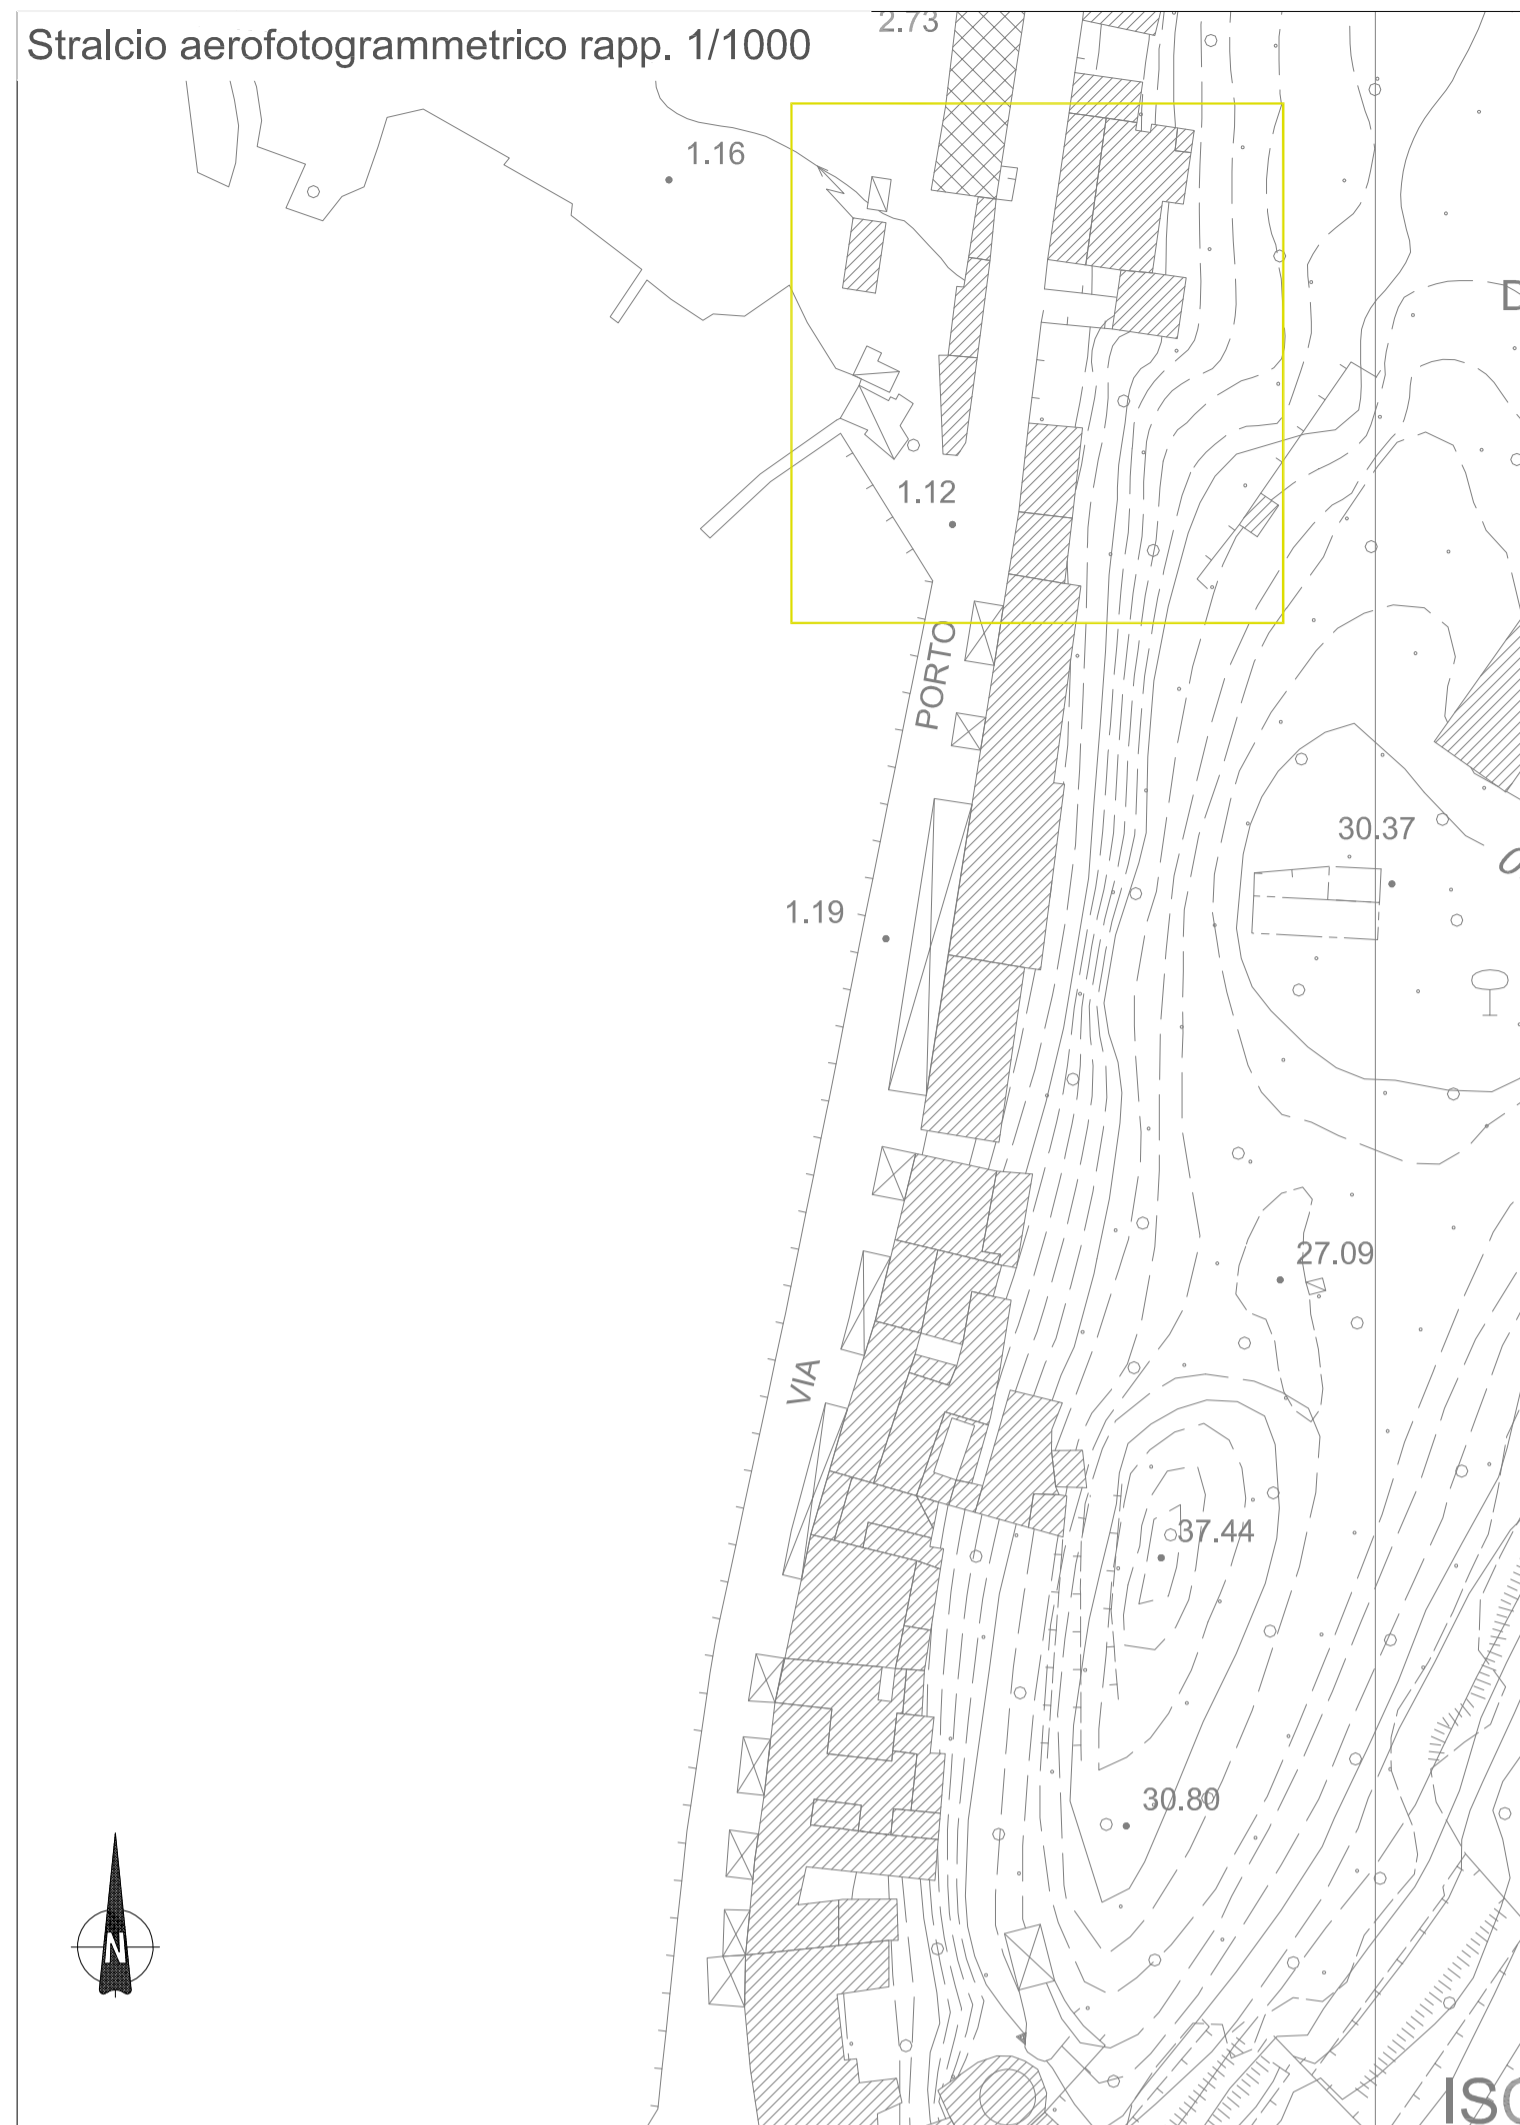 2.73
Stralcio aerofotogrammetrico rapp. 1/1000
1.16
D
1.12
PORTO
30.37
1.19
27.09
VIA
37.44
30.80
N